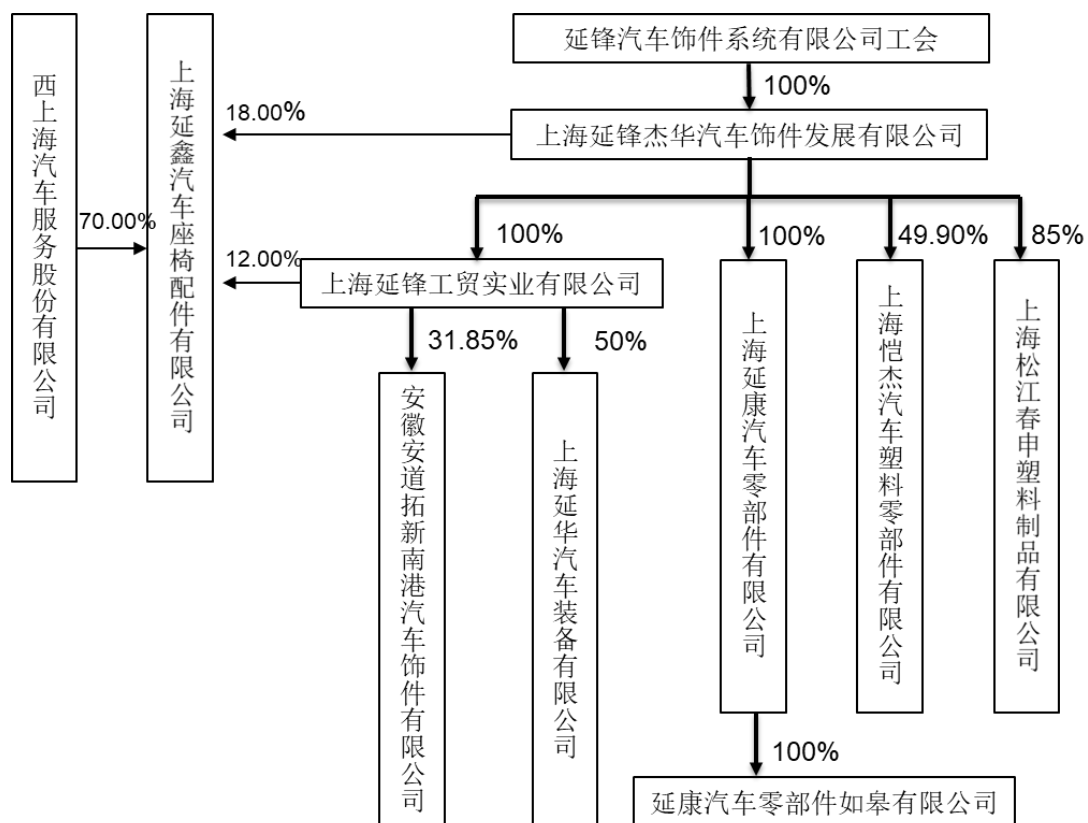 延锋汽车饰件系统有限公司工会
100%
上海延锋杰华汽车饰件发展有限公司
18.00%
西上海汽车服务股份有限公司
70.00%
上海延鑫汽车座椅配件有限公司
12.00%
100%
100%
49.90%
85%
上海延锋工贸实业有限公司
31.85%
50%
安徽安道拓新南港汽车饰件有限公司
上海延华汽车装备有限公司
上海延康汽车零部件有限公司
上海恺杰汽车塑料零部件有限公司
上海松江春申塑料制品有限公司
100%
延康汽车零部件如皋有限公司